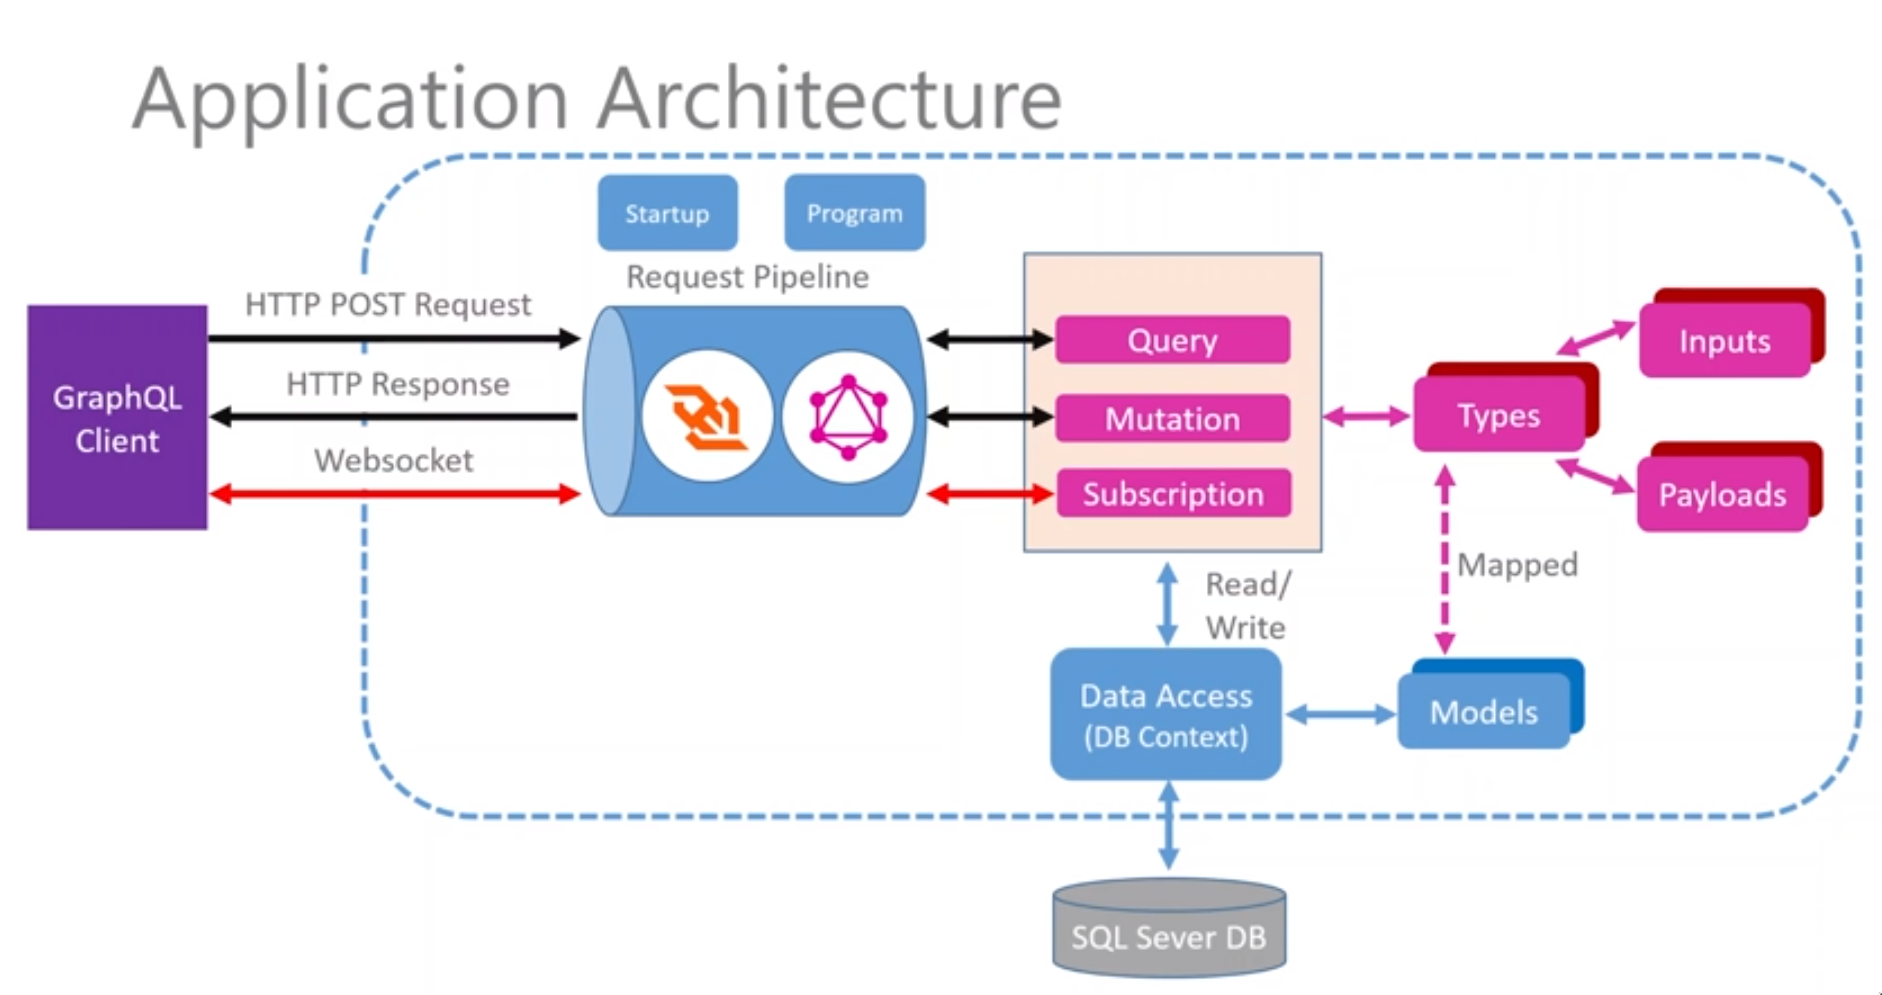 Application Architecture
Startup
Program
Request Pipeline
HTTP POST Request
HTTP Response
Websocket
GraphQL
Client
Query
Mutation
Subscription
Types
Inputs
Payloads
Mapped
Read/
Write
Data Access
(DB Context)
Models
SQL Sever DB